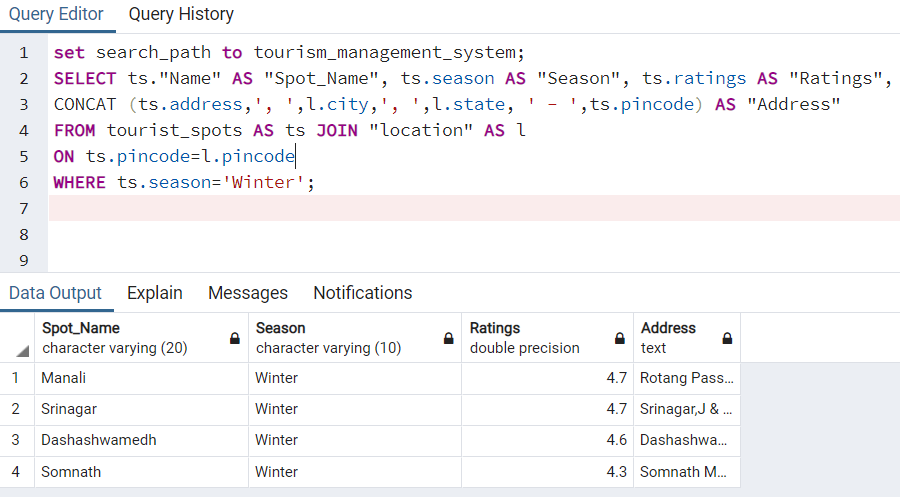 Query Editor Query History
1 set search_path to tourism_management_system;
2 SELECT ts."Name" AS "Spot_Name", ts.season AS "Season", ts.ratings AS "Ratings",
3 CONCAT (ts.address,', ',l.city,', ',l.state, ' - ',ts.pincode) AS "Address"
4 FROM tourist_spots AS ts JOIN "location" AS l
5 ON ts.pincode=l.pincode
6 WHERE ts.season='Winter';
7
8
9
Data Output Explain Messages Notifications
Spot_Name Season Ratings Address
character varying (20) character varying (10) double precision text
1 Manali Winter 4.7 Rotang Pass...
2 Srinagar Winter 4.7 Srinagar,J & ...
3 Dashashwamedh Winter 4.6 Dashashwa...
4 Somnath Winter 4.3 Somnath M...